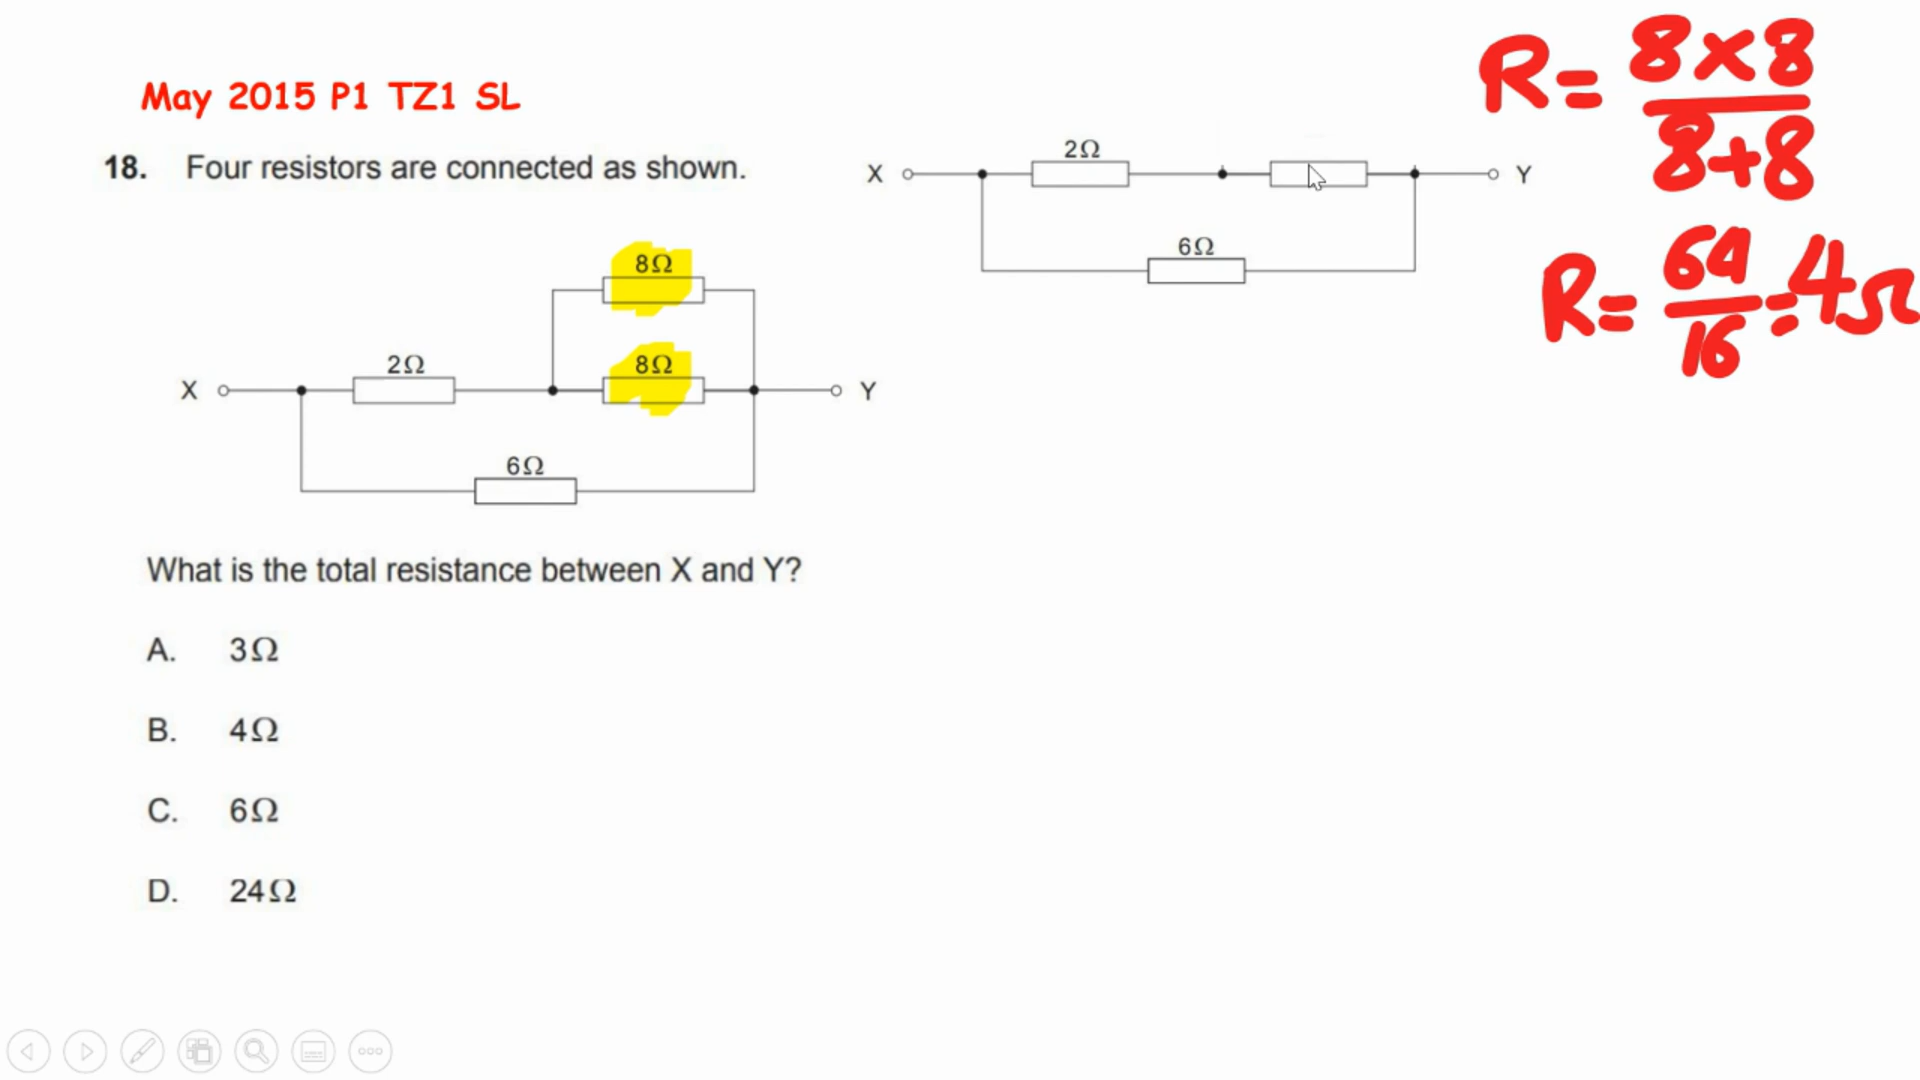 May 2015 P1 TZ1 SL
18. Four resistors are connected as shown.
8Ω
2Ω
8Ω
X
Y
6Ω
2Ω
X
Y
6Ω
R= 8×8
8+8
R= 64 = 4Ω
16
What is the total resistance between X and Y?
A. 3Ω
B. 4Ω
C. 6Ω
D. 24Ω